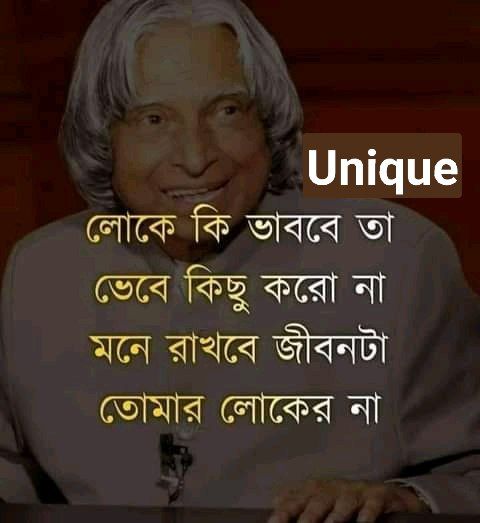 Unique
লোকে কি ভাববে তা
ভেবে কিছু করো না
মনে রাখবে জীবনটা
তোমার লোকের না